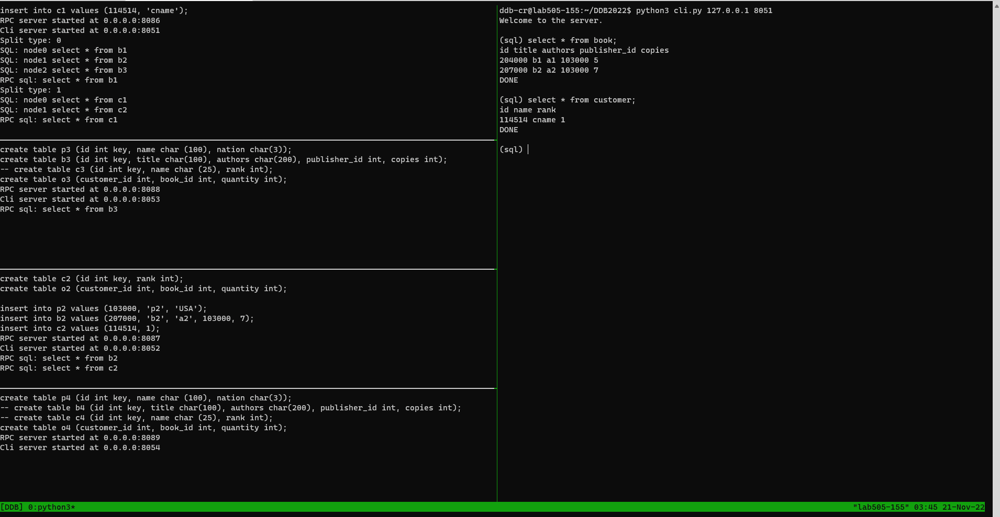 insert into c1 values (114514, 'cname');
RPC server started at 0.0.0.0:8086
Cli server started at 0.0.0.0:8051
Split type: 0
SQL: node0 select * from b1
SQL: node1 select * from b2
SQL: node2 select * from b3
RPC sql: select * from b1
Split type: 1
SQL: node0 select * from c1
SQL: node1 select * from c2
RPC sql: select * from c1
create table p3 (id int key, name char (100), nation char(3));
create table b3 (id int key, title char(100), authors char(200), publisher_id int, copies int);
-- create table c3 (id int key, name char (25), rank int);
create table o3 (customer_id int, book_id int, quantity int);
RPC server started at 0.0.0.0:8088
Cli server started at 0.0.0.0:8053
RPC sql: select * from b3
create table c2 (id int key, rank int);
create table o2 (customer_id int, book_id int, quantity int);
insert into p2 values (103000, 'p2', 'USA');
insert into b2 values (207000, 'b2', 'a2', 103000, 7);
insert into c2 values (114514, 1);
RPC server started at 0.0.0.0:8087
Cli server started at 0.0.0.0:8052
RPC sql: select * from b2
RPC sql: select * from c2
create table p4 (id int key, name char (100), nation char(3));
-- create table b4 (id int key, title char(100), authors char(200), publisher_id int, copies int);
-- create table c4 (id int key, name char (25), rank int);
create table o4 (customer_id int, book_id int, quantity int);
RPC server started at 0.0.0.0:8089
Cli server started at 0.0.0.0:8054
ddb-cr@lab505-155:~/DDB2022$ python3 cli.py 127.0.0.1 8051
Welcome to the server.
(sql) select * from book;
id title authors publisher_id copies
204000 b1 a1 103000 5
207000 b2 a2 103000 7
DONE
(sql) select * from customer;
id name rank
114514 cname 1
DONE
(sql)
[DDB] 0:python3*
"lab505-155" 03:45 21-Nov-22